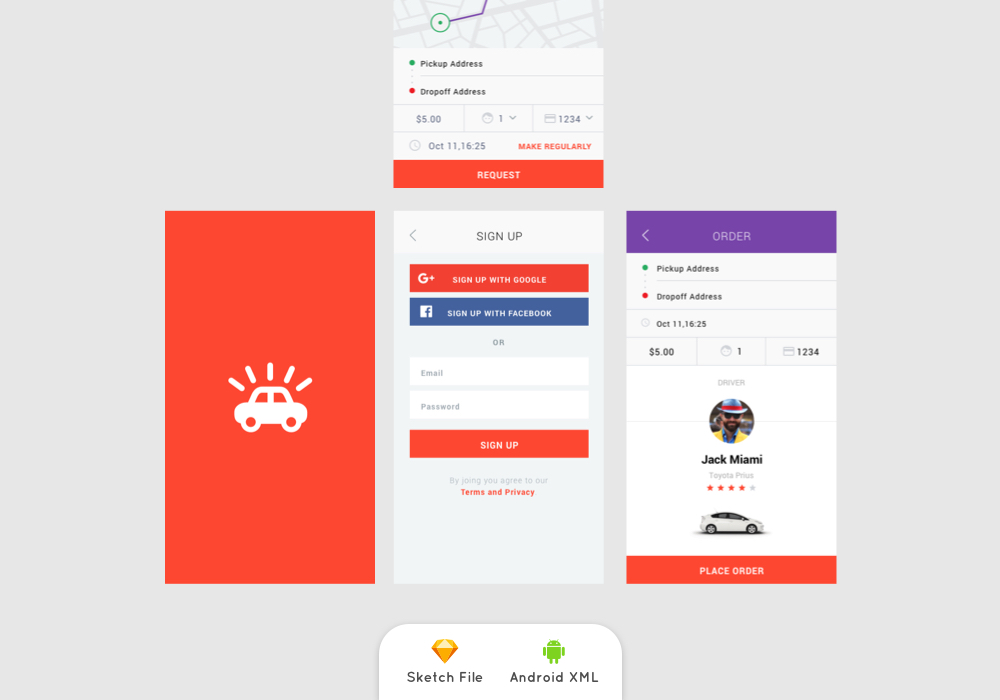 Pickup Address
Dropoff Address
$5.00 1 1234
Oct 11,16:25 MAKE REGULARLY
REQUEST
SIGN UP
G+ SIGN UP WITH GOOGLE
f SIGN UP WITH FACEBOOK
OR
Email
Password
SIGN UP
By joing you agree to our
Terms and Privacy
ORDER
Pickup Address
Dropoff Address
Oct 11,16:25
$5.00 1 1234
DRIVER
Jack Miami
Toyota Prius
PLACE ORDER
Sketch File Android XML